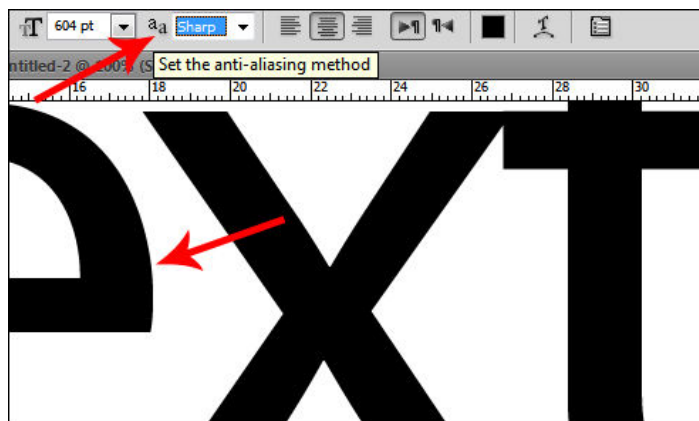 604 pt aa Sharp
ntitled-2 @ 200% (S
Set the anti-aliasing method
16 18 20 22 24 26 28 30
ext